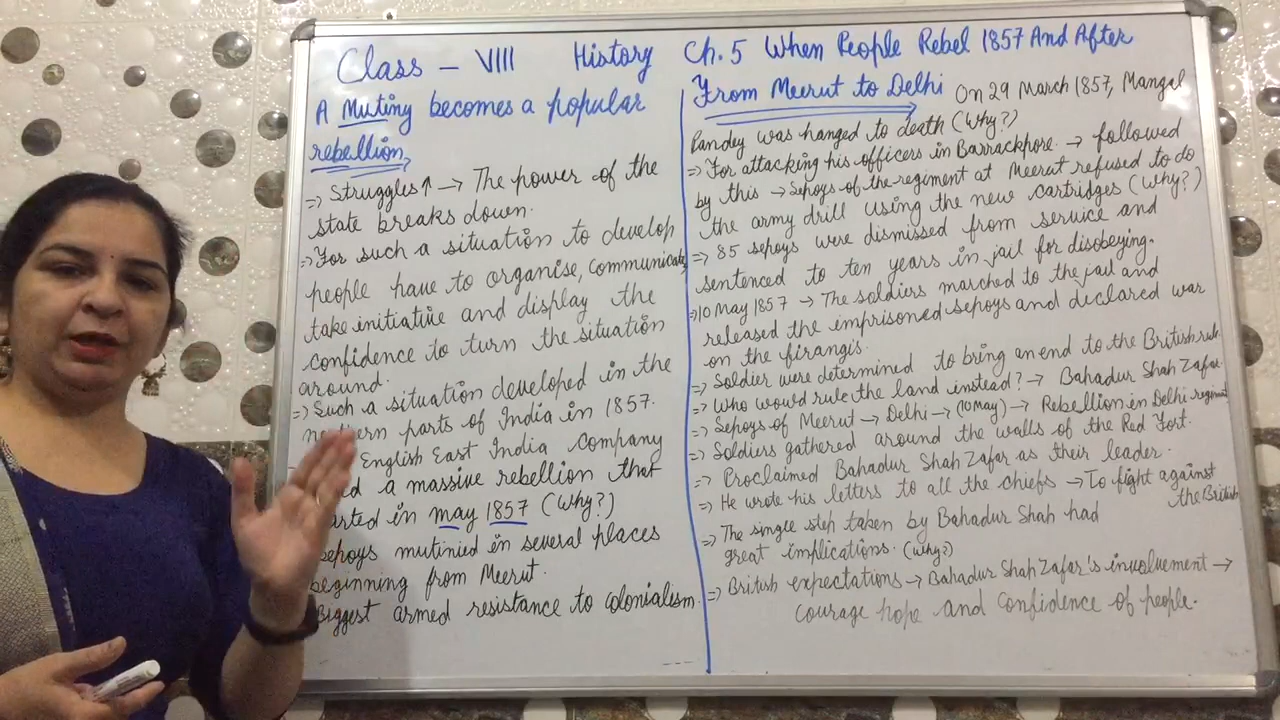 Class – VIII History Ch. 5 When People Rebel 1857 And After
A Mutiny becomes a popular
rebellion?
=> Struggles↑ → The power of the
state breaks down.
=> For such a situation to develop
people have to organise, communicate,
take initiative and display the
confidence to turn the situation
around.
=> Such a situation developed in the
northern parts of India in 1857.
English East India Company
a massive rebellion that
arted in may 1857 (Why?)
sepoys mutinied in several places
beginning from Meerut.
Biggest armed resistance to colonialism.
From Meerut to Delhi On 29 March 1857, Mangal
Pandey was hanged to death (Why?)
=> For attacking his officers in Barrackpore. → followed
by this → Sepoys of the regiment at Meerut refused to do
the army drill using the new cartridges (Why?)
=> 85 sepoys were dismissed from service and
sentenced to ten years in jail for disobeying.
=> 10 May 1857 → The soldiers marched to the jail and
released the imprisoned sepoys and declared war
on the firangis.
=> Soldier were determined to bring an end to the British rule.
=> Who would rule the land instead? → Bahadur Shah Zafar.
=> Sepoys of Meerut → Delhi → (10 May) → Rebellion in Delhi regiment
=> Soldiers gathered around the walls of the Red Fort.
=> Proclaimed Bahadur Shah Zafar as their leader.
=> He wrote his letters to all the chiefs → To fight against
the British
=> The single step taken by Bahadur Shah had
great implications. (Why?)
=> British expectations → Bahadur Shah Zafar's involvement →
courage hope and confidence of people.